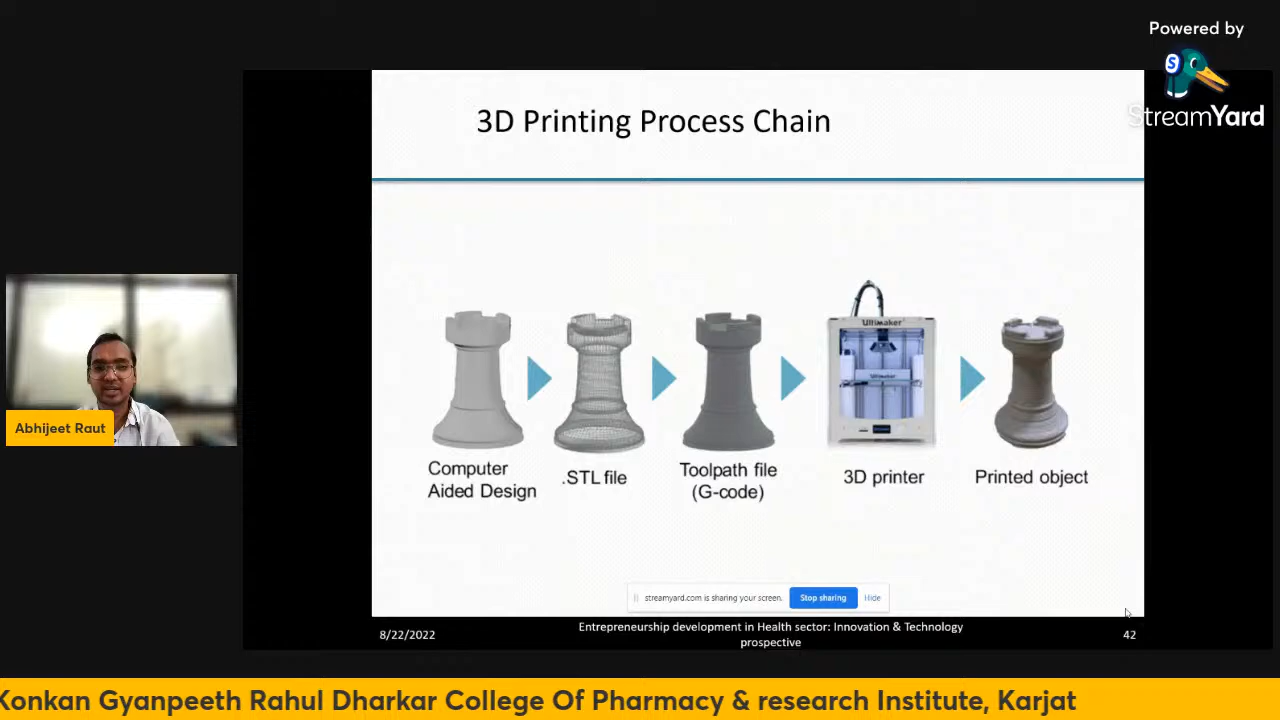 Powered by
S
StreamYard
3D Printing Process Chain
Ultimaker
Ultimaker
Computer
Aided Design
.STL file
Toolpath file
(G-code)
3D printer
Printed object
Abhijeet Raut
streamyard.com is sharing your screen.
Stop sharing
Hide
8/22/2022
Entrepreneurship development in Health sector: Innovation & Technology
prospective
42
Konkan Gyanpeeth Rahul Dharkar College Of Pharmacy & research Institute, Karjat